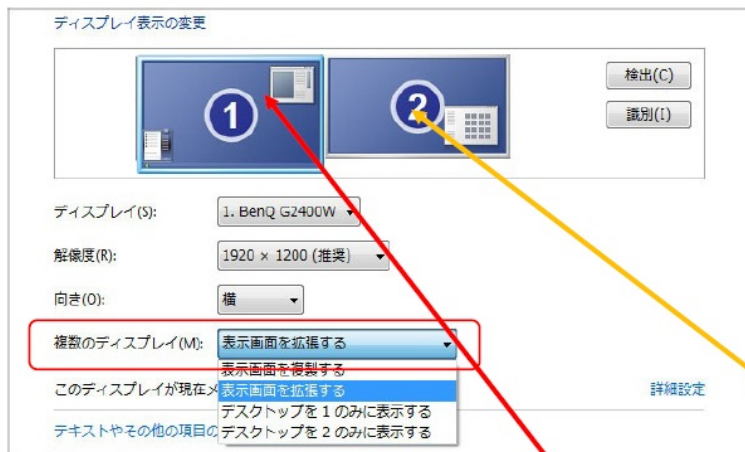 ディスプレイ表示の変更
1
2
検出(C)
識別(I)
ディスプレイ(S): 1. BenQ G2400W
解像度(R): 1920 × 1200 (推奨)
向き(O): 横
複数のディスプレイ(M): 表示画面を拡張する
表示画面を複製する
このディスプレイが現在メ 表示画面を拡張する 詳細設定
デスクトップを 1 のみに表示する
テキストやその他の項目の デスクトップを 2 のみに表示する